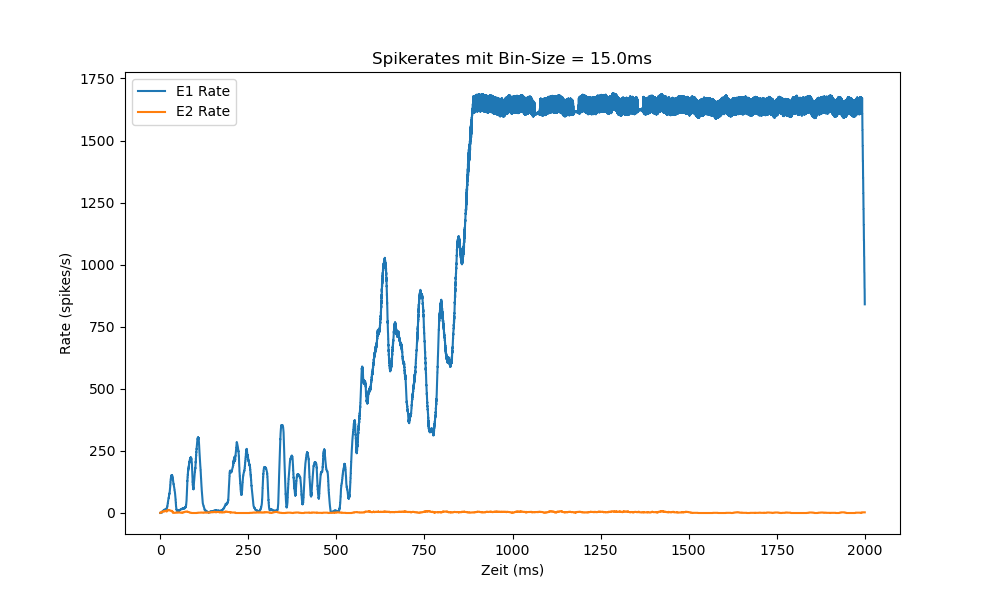 Spikerates mit Bin-Size = 15.0ms
E1 Rate
E2 Rate
1750
1500
1250
1000
750
500
250
0
Rate (spikes/s)
0 250 500 750 1000 1250 1500 1750 2000
Zeit (ms)